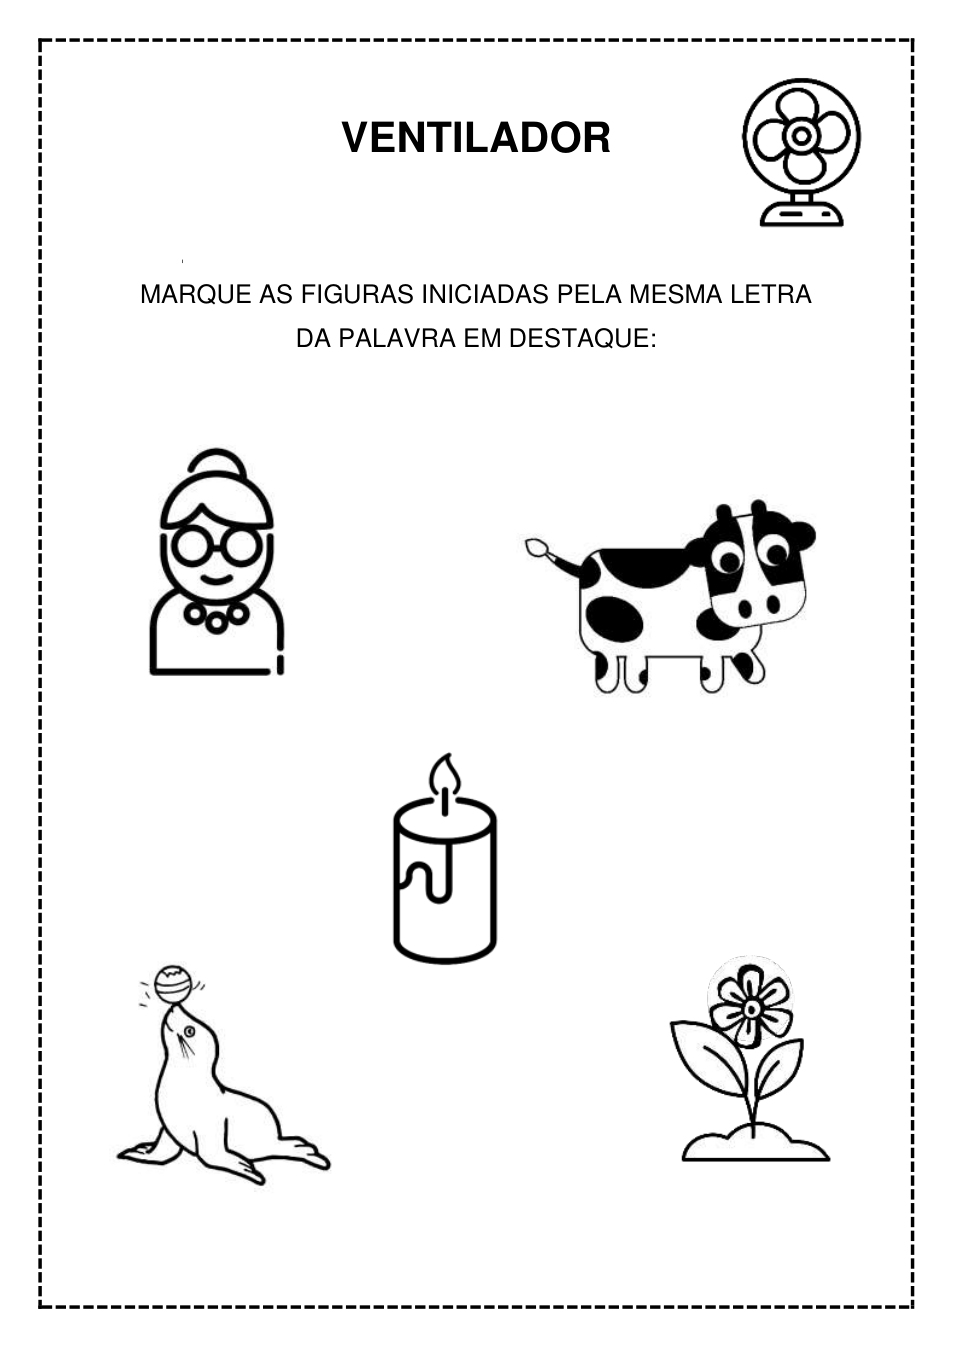 VENTILADOR
MARQUE AS FIGURAS INICIADAS PELA MESMA LETRA
DA PALAVRA EM DESTAQUE: